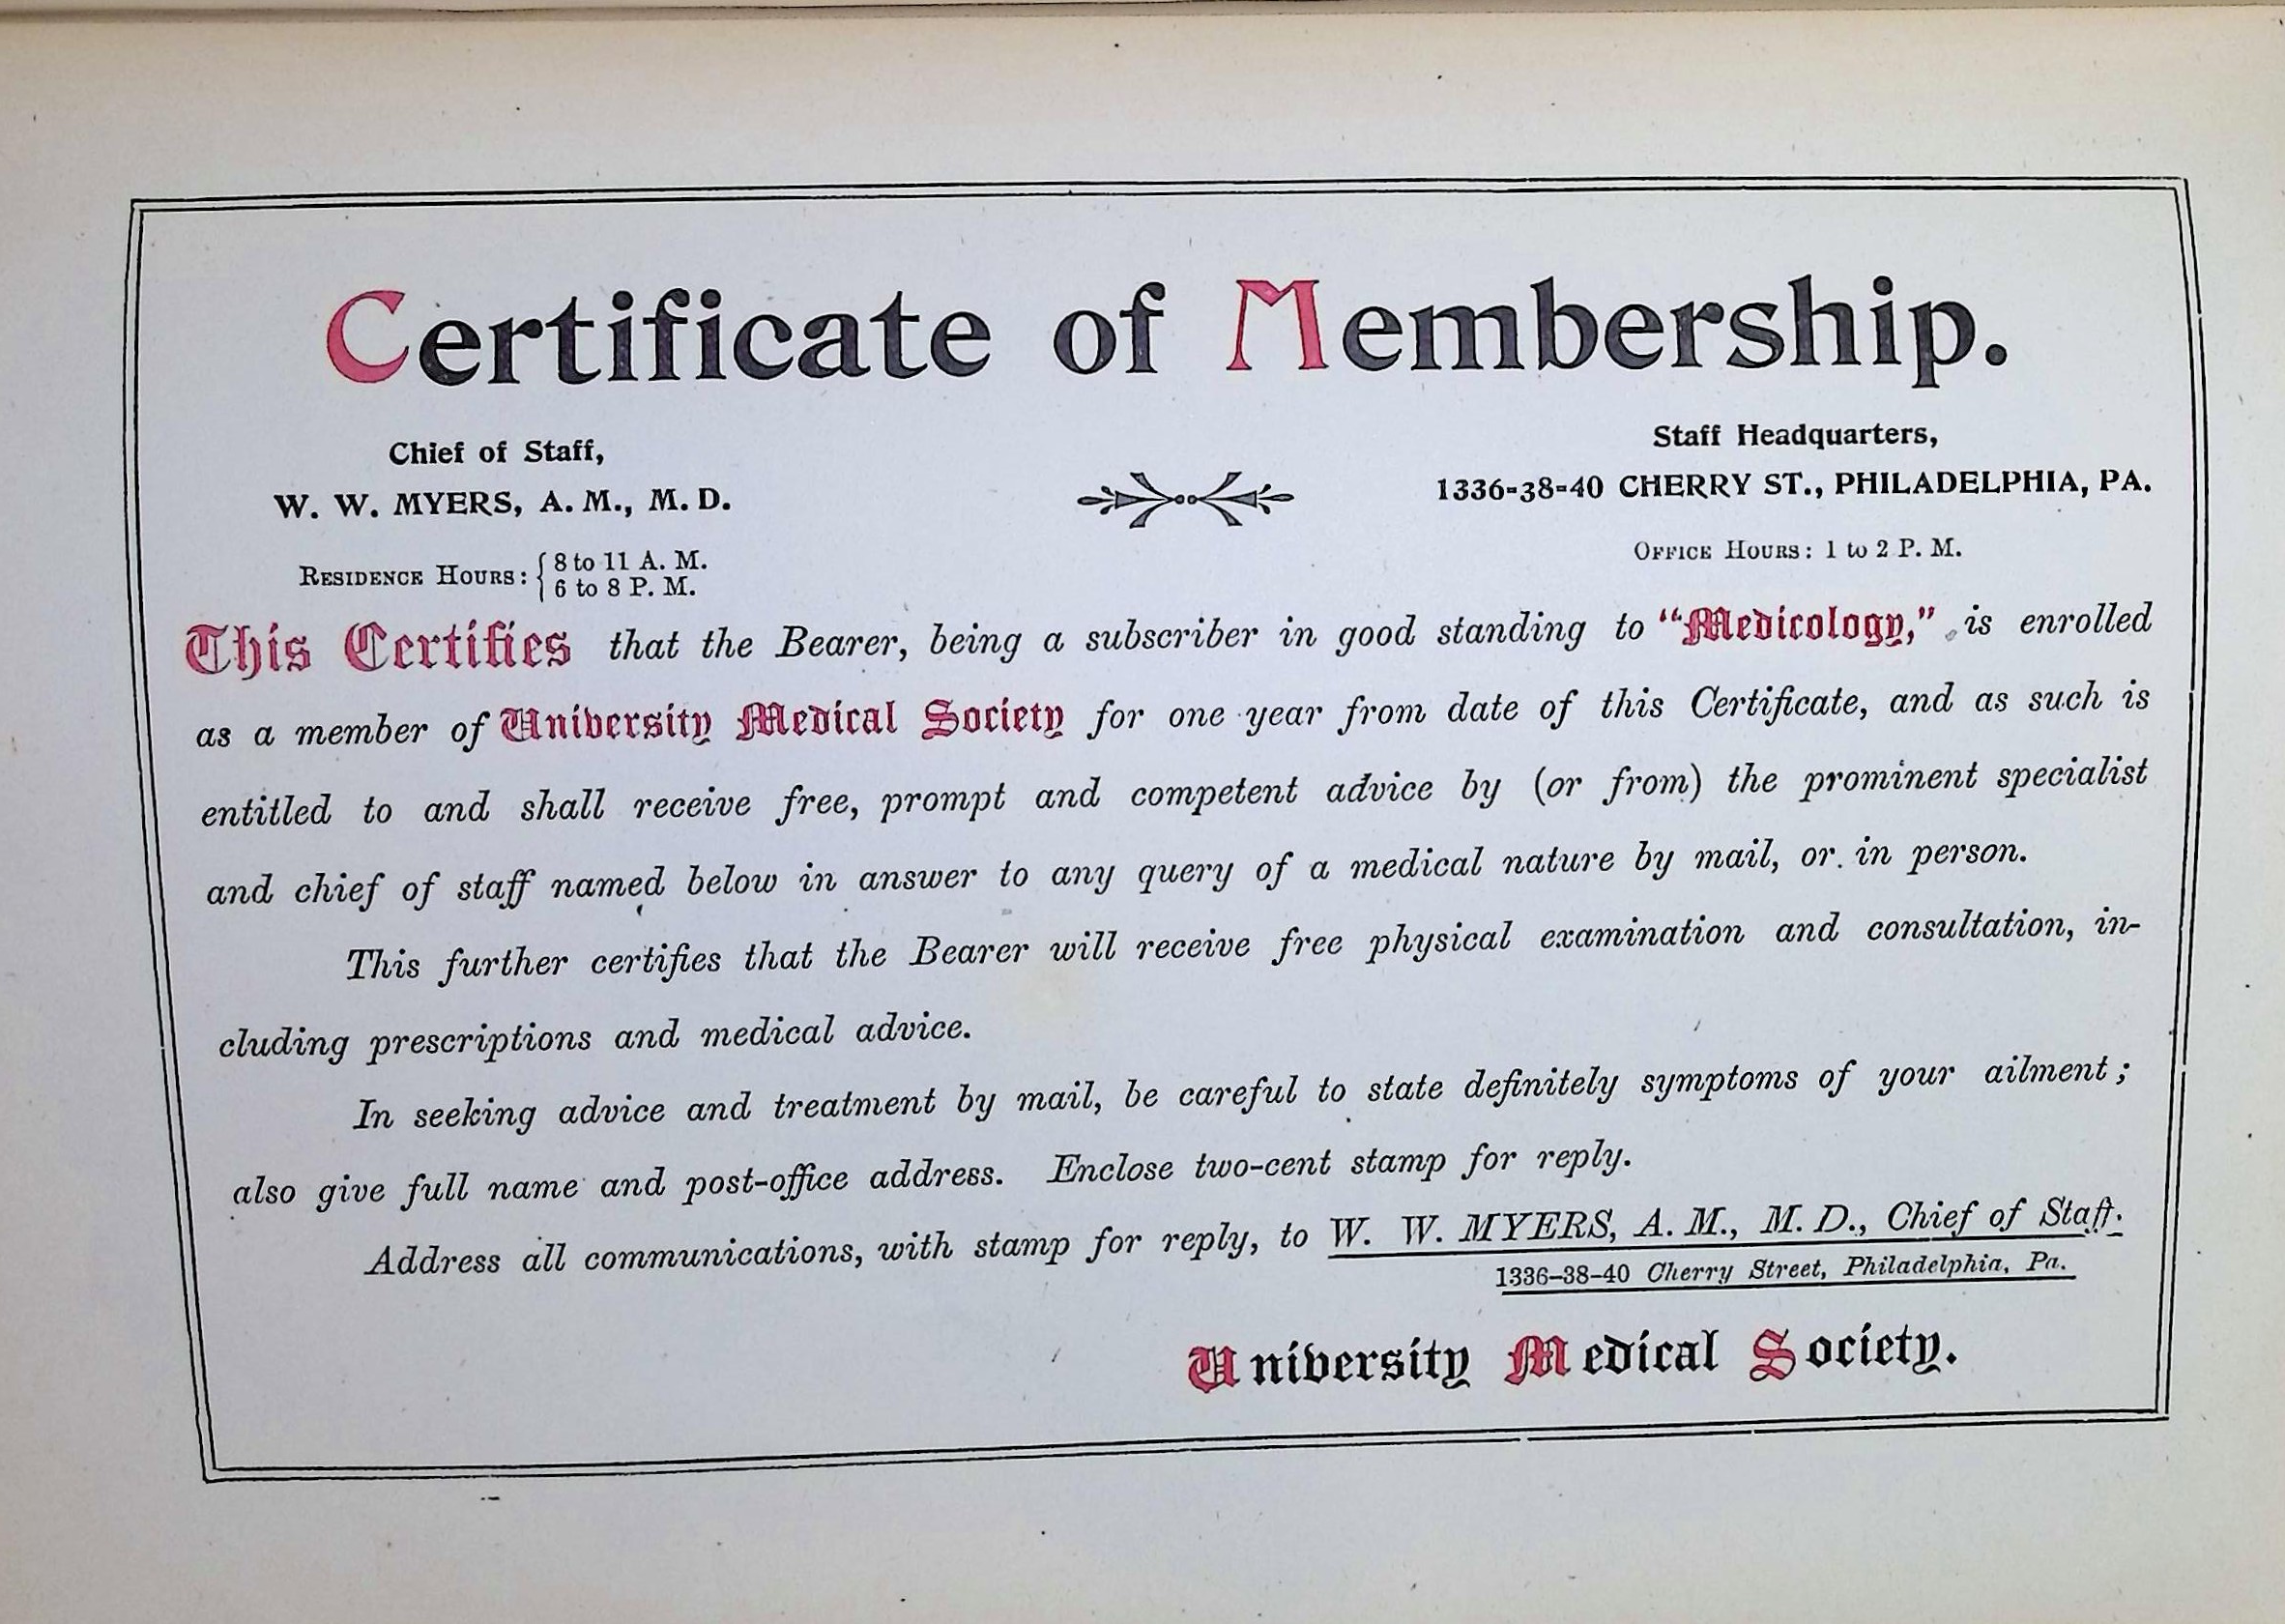 Certificate of Membership.
Chief of Staff,
W. W. MYERS, A. M., M. D.
RESIDENCE HOURS: { 8 to 11 A. M.
6 to 8 P. M.
Staff Headquarters,
1336-38-40 CHERRY ST., PHILADELPHIA, PA.
OFFICE HOURS: 1 to 2 P. M.
This Certifies that the Bearer, being a subscriber in good standing to "Medicology," is enrolled
as a member of University Medical Society for one year from date of this Certificate, and as such is
entitled to and shall receive free, prompt and competent advice by (or from) the prominent specialist
and chief of staff named below in answer to any query of a medical nature by mail, or in person.
This further certifies that the Bearer will receive free physical examination and consultation, in-
cluding prescriptions and medical advice.
In seeking advice and treatment by mail, be careful to state definitely symptoms of your ailment;
also give full name and post-office address. Enclose two-cent stamp for reply.
Address all communications, with stamp for reply, to W. W. MYERS, A. M., M. D., Chief of Staff.
1336-38-40 Cherry Street, Philadelphia, Pa.
University Medical Society.